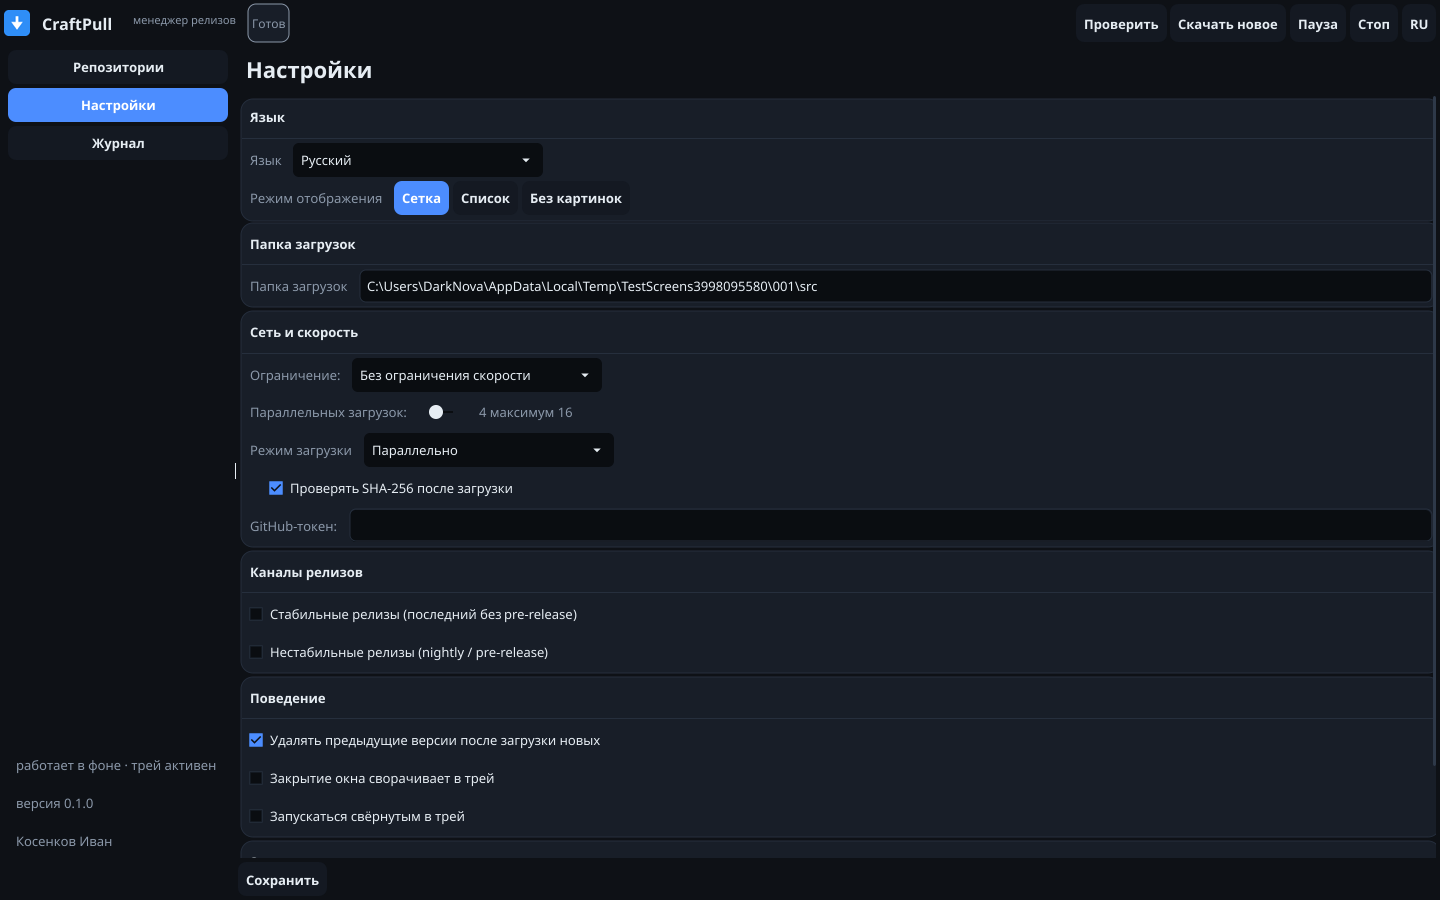 CraftPull менеджер релизов Готов Проверить Скачать новое Пауза Стоп RU
Репозитории
Настройки
Журнал
работает в фоне · трей активен
версия 0.1.0
Косенков Иван
Настройки
Язык
Язык Русский
Режим отображения Сетка Список Без картинок
Папка загрузок
Папка загрузок C:\Users\DarkNova\AppData\Local\Temp\TestScreens3998095580\001\src
Сеть и скорость
Ограничение: Без ограничения скорости
Параллельных загрузок: 4 максимум 16
Режим загрузки Параллельно
Проверять SHA-256 после загрузки
GitHub-токен:
Каналы релизов
Стабильные релизы (последний без pre-release)
Нестабильные релизы (nightly / pre-release)
Поведение
Удалять предыдущие версии после загрузки новых
Закрытие окна сворачивает в трей
Запускаться свёрнутым в трей
Сохранить